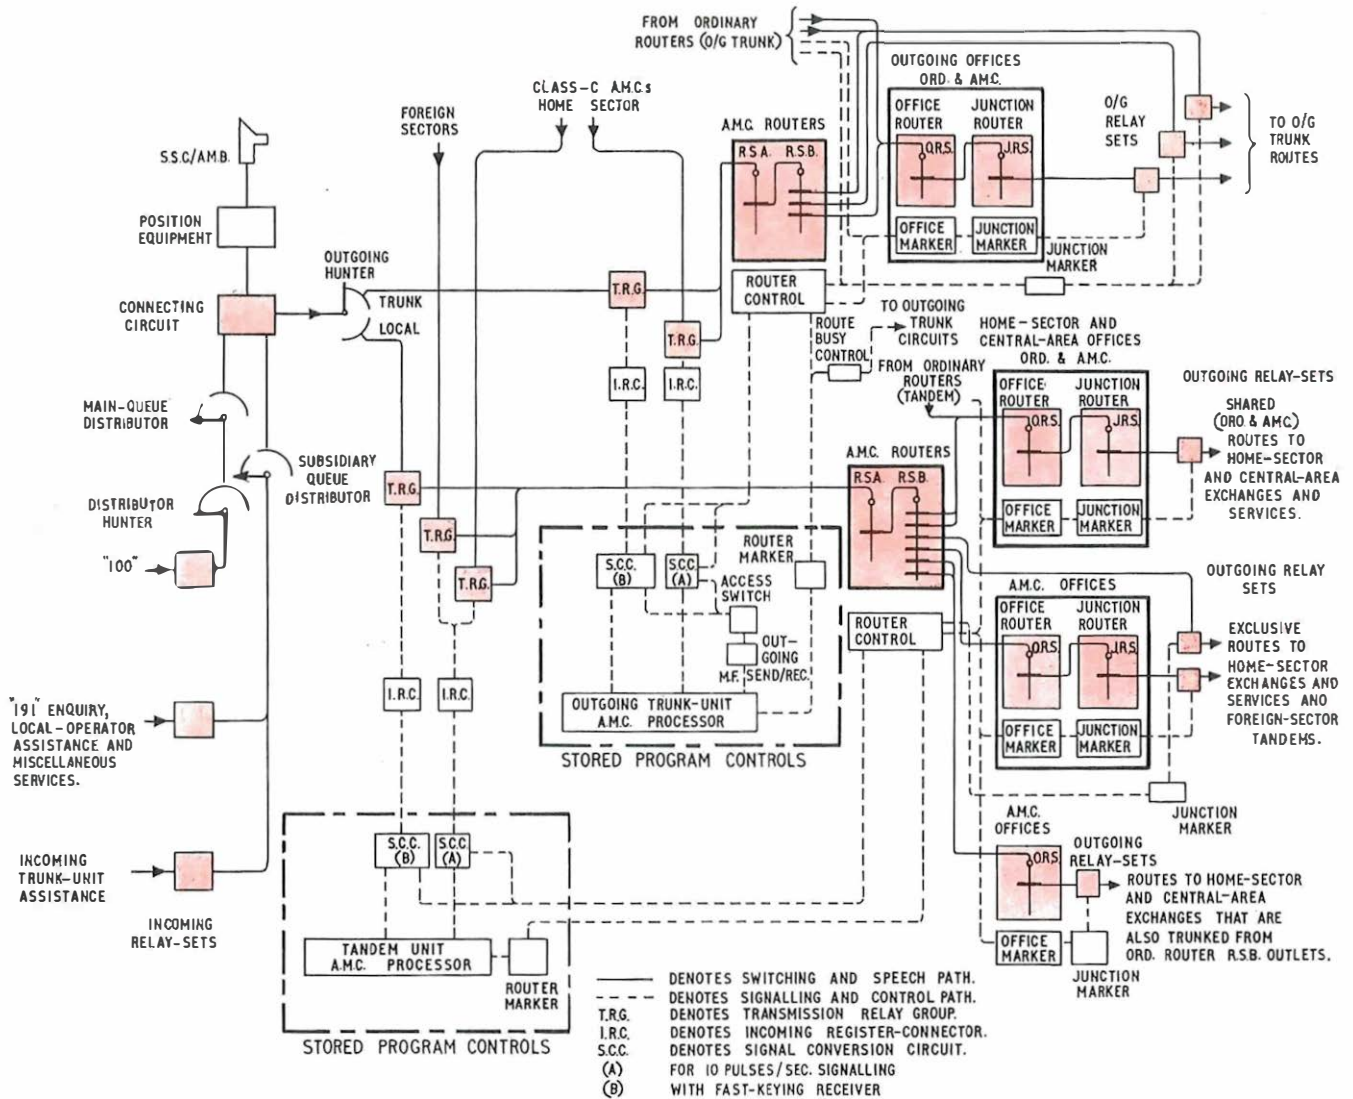 FROM ORDINARY
ROUTERS (O/G TRUNK)
OUTGOING OFFICES
ORD. & A.M.C.
OFFICE
ROUTER
JUNCTION
ROUTER
O.R.S.
J.R.S.
OFFICE
MARKER
JUNCTION
MARKER
JUNCTION
MARKER
O/G
RELAY
SETS
TO O/G
TRUNK
ROUTES
CLASS-C A.M.C.s
HOME SECTOR
FOREIGN
SECTORS
A.M.C. ROUTERS
R.S.A. R.S.B.
S.S.C/A.M.B.
POSITION
EQUIPMENT
OUTGOING
HUNTER
TRUNK
LOCAL
CONNECTING
CIRCUIT
T.R.G.
T.R.G.
I.R.C.
I.R.C.
ROUTER
CONTROL
ROUTE
BUSY
CONTROL
TO OUTGOING
TRUNK
CIRCUITS
FROM ORDINARY
ROUTERS
(TANDEM)
HOME-SECTOR AND
CENTRAL-AREA OFFICES
ORD. & A.M.C.
OFFICE
ROUTER
JUNCTION
ROUTER
O.R.S.
J.R.S.
OFFICE
MARKER
JUNCTION
MARKER
OUTGOING RELAY-SETS
SHARED
(ORD. & A.M.C.)
ROUTES TO
HOME-SECTOR
AND CENTRAL-AREA
EXCHANGES AND
SERVICES.
MAIN-QUEUE
DISTRIBUTOR
SUBSIDIARY
QUEUE
DISTRIBUTOR
DISTRIBUTOR
HUNTER
"100"
T.R.G.
T.R.G.
T.R.G.
A.M.C. ROUTERS
R.S.A. R.S.B.
S.C.C.
(B)
S.C.C.
(A)
ROUTER
MARKER
ACCESS
SWITCH
OUT-
GOING
M.F. SEND/REC.
OUTGOING TRUNK-UNIT
A.M.C. PROCESSOR
STORED PROGRAM CONTROLS
ROUTER
CONTROL
A.M.C. OFFICES
OFFICE
ROUTER
JUNCTION
ROUTER
O.R.S.
J.R.S.
OFFICE
MARKER
JUNCTION
MARKER
OUTGOING RELAY
SETS
EXCLUSIVE
ROUTES TO
HOME-SECTOR
EXCHANGES AND
SERVICES AND
FOREIGN-SECTOR
TANDEMS.
JUNCTION
MARKER
"191" ENQUIRY,
LOCAL-OPERATOR
ASSISTANCE AND
MISCELLANEOUS
SERVICES.
I.R.C.
I.R.C.
INCOMING
TRUNK-UNIT
ASSISTANCE
INCOMING
RELAY-SETS
S.C.C.
(B)
S.C.C.
(A)
TANDEM UNIT
A.M.C. PROCESSOR
ROUTER
MARKER
STORED PROGRAM CONTROLS
A.M.C.
OFFICES
O.R.S.
OFFICE
MARKER
JUNCTION
MARKER
OUTGOING
RELAY-SETS
ROUTES TO HOME-SECTOR
AND CENTRAL-AREA
EXCHANGES THAT ARE
ALSO TRUNKED FROM
ORD. ROUTER R.S.B. OUTLETS.
DENOTES SWITCHING AND SPEECH PATH.
DENOTES SIGNALLING AND CONTROL PATH.
T.R.G. DENOTES TRANSMISSION RELAY GROUP.
I.R.C. DENOTES INCOMING REGISTER-CONNECTOR.
S.C.C. DENOTES SIGNAL CONVERSION CIRCUIT.
(A) FOR 10 PULSES/SEC. SIGNALLING
(B) WITH FAST-KEYING RECEIVER